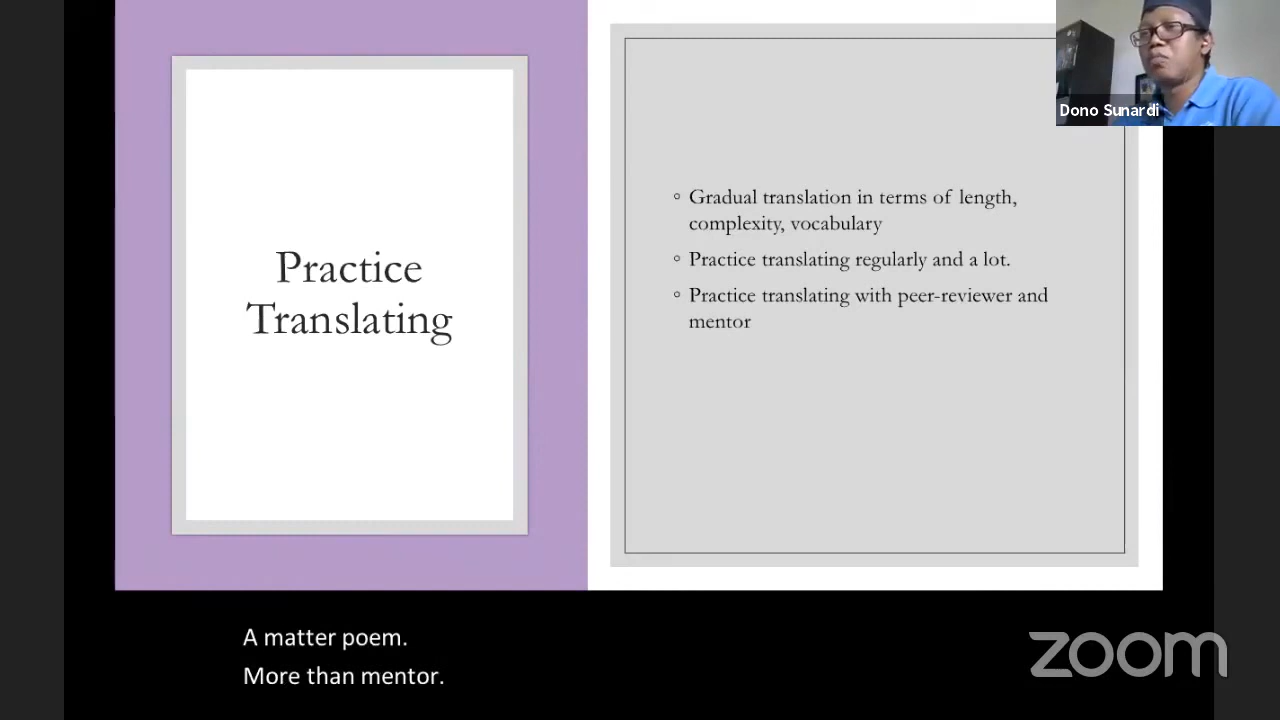 Practice
Translating
◦ Gradual translation in terms of length,
complexity, vocabulary
◦ Practice translating regularly and a lot.
◦ Practice translating with peer-reviewer and
mentor
Dono Sunardi
A matter poem.
More than mentor.
zoom